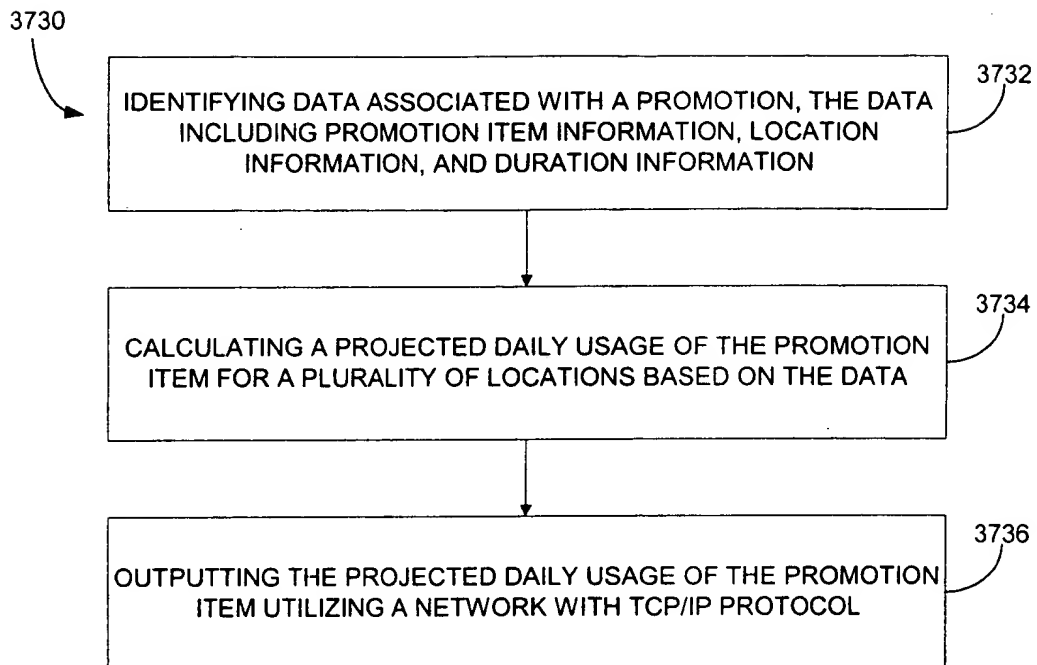 3730
3732
IDENTIFYING DATA ASSOCIATED WITH A PROMOTION, THE DATA
INCLUDING PROMOTION ITEM INFORMATION, LOCATION
INFORMATION, AND DURATION INFORMATION
3734
CALCULATING A PROJECTED DAILY USAGE OF THE PROMOTION
ITEM FOR A PLURALITY OF LOCATIONS BASED ON THE DATA
3736
OUTPUTTING THE PROJECTED DAILY USAGE OF THE PROMOTION
ITEM UTILIZING A NETWORK WITH TCP/IP PROTOCOL